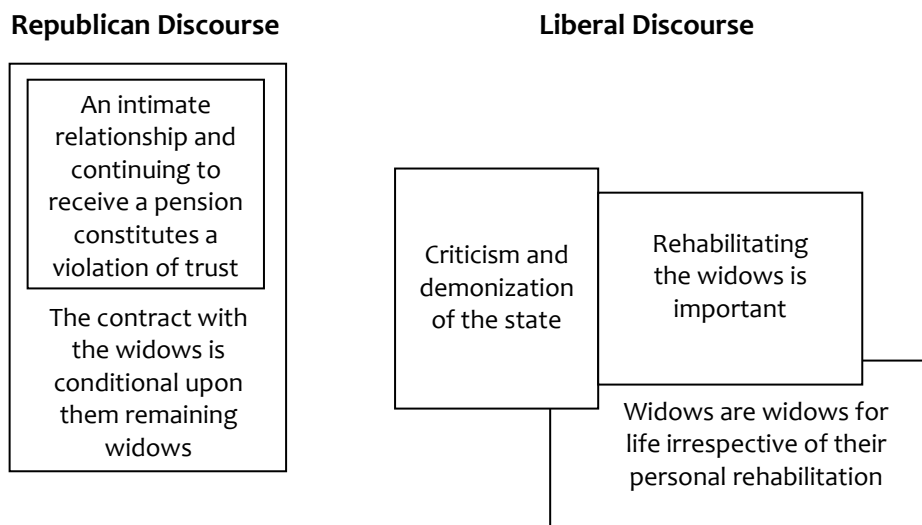 Republican Discourse
An intimate
relationship and
continuing to
receive a pension
constitutes a
violation of trust
The contract with
the widows is
conditional upon
them remaining
widows
Liberal Discourse
Criticism and
demonization
of the state
Rehabilitating
the widows is
important
Widows are widows for
life irrespective of their
personal rehabilitation